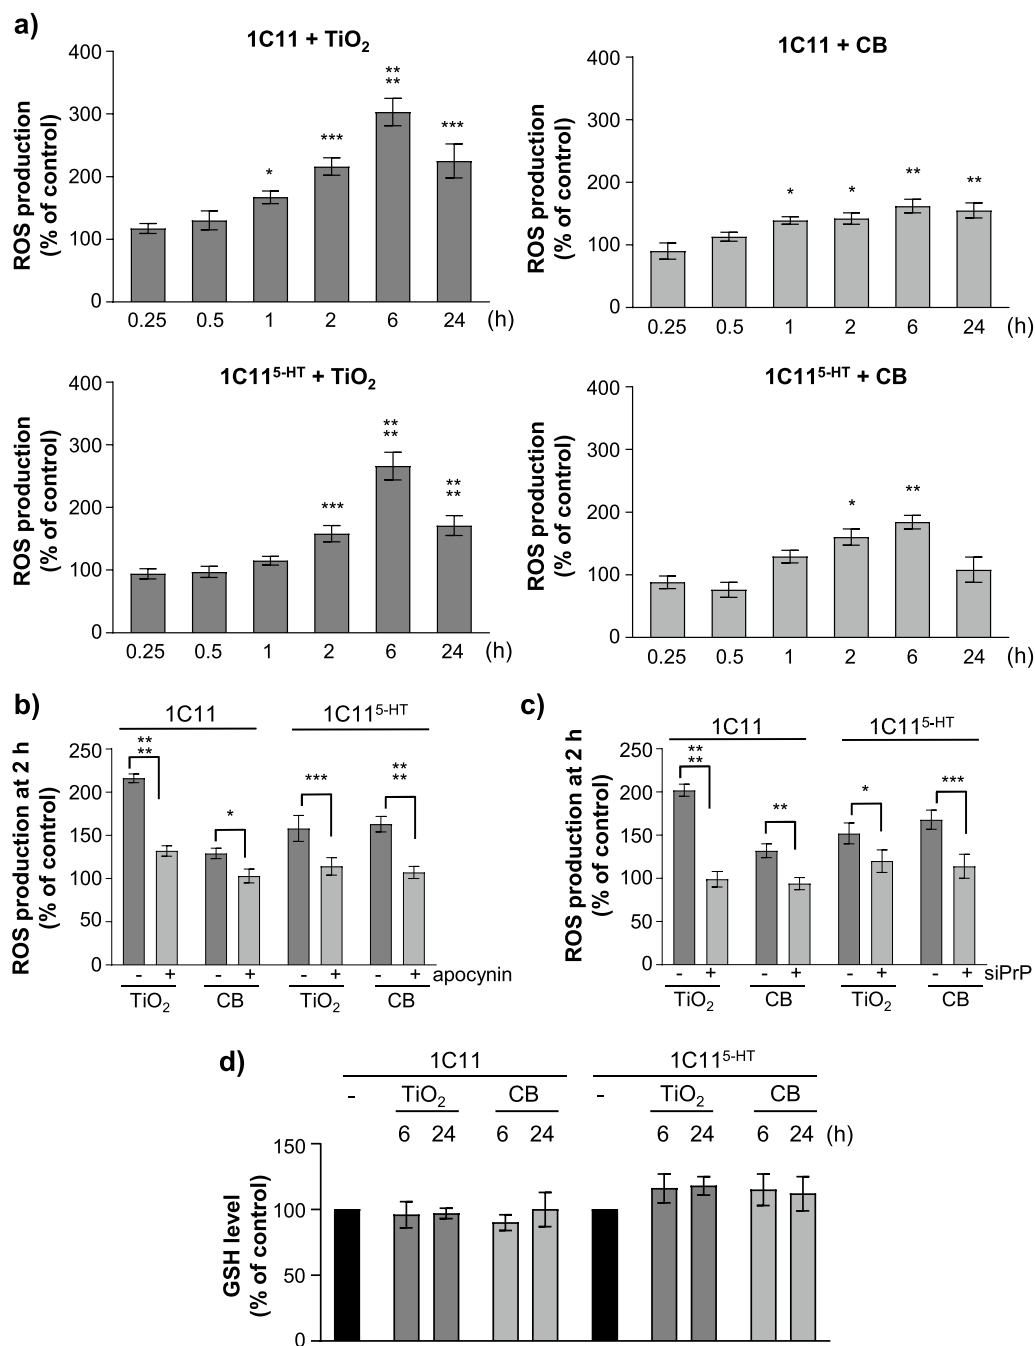 a)
1C11 + TiO₂
ROS production
(% of control)
400
300
200
100
0
**
**
***
***
*
0.25 0.5 1 2 6 24 (h)
1C11 + CB
ROS production
(% of control)
400
300
200
100
0
* * ** **
0.25 0.5 1 2 6 24 (h)
1C11⁵⁻ᴴᵀ + TiO₂
ROS production
(% of control)
400
300
200
100
0
**
**
**
**
***
0.25 0.5 1 2 6 24 (h)
1C11⁵⁻ᴴᵀ + CB
ROS production
(% of control)
400
300
200
100
0
* **
0.25 0.5 1 2 6 24 (h)
b)
1C11 1C11⁵⁻ᴴᵀ
ROS production at 2 h
(% of control)
250
200
150
100
50
0
**
**
*
***
**
**
- + - + - + - + apocynin
TiO₂ CB TiO₂ CB
c)
1C11 1C11⁵⁻ᴴᵀ
ROS production at 2 h
(% of control)
250
200
150
100
50
0
**
**
**
*
***
- + - + - + - + siPrP
TiO₂ CB TiO₂ CB
d)
1C11 1C11⁵⁻ᴴᵀ
- TiO₂ CB - TiO₂ CB
6 24 6 24 6 24 6 24 (h)
GSH level
(% of control)
150
100
50
0